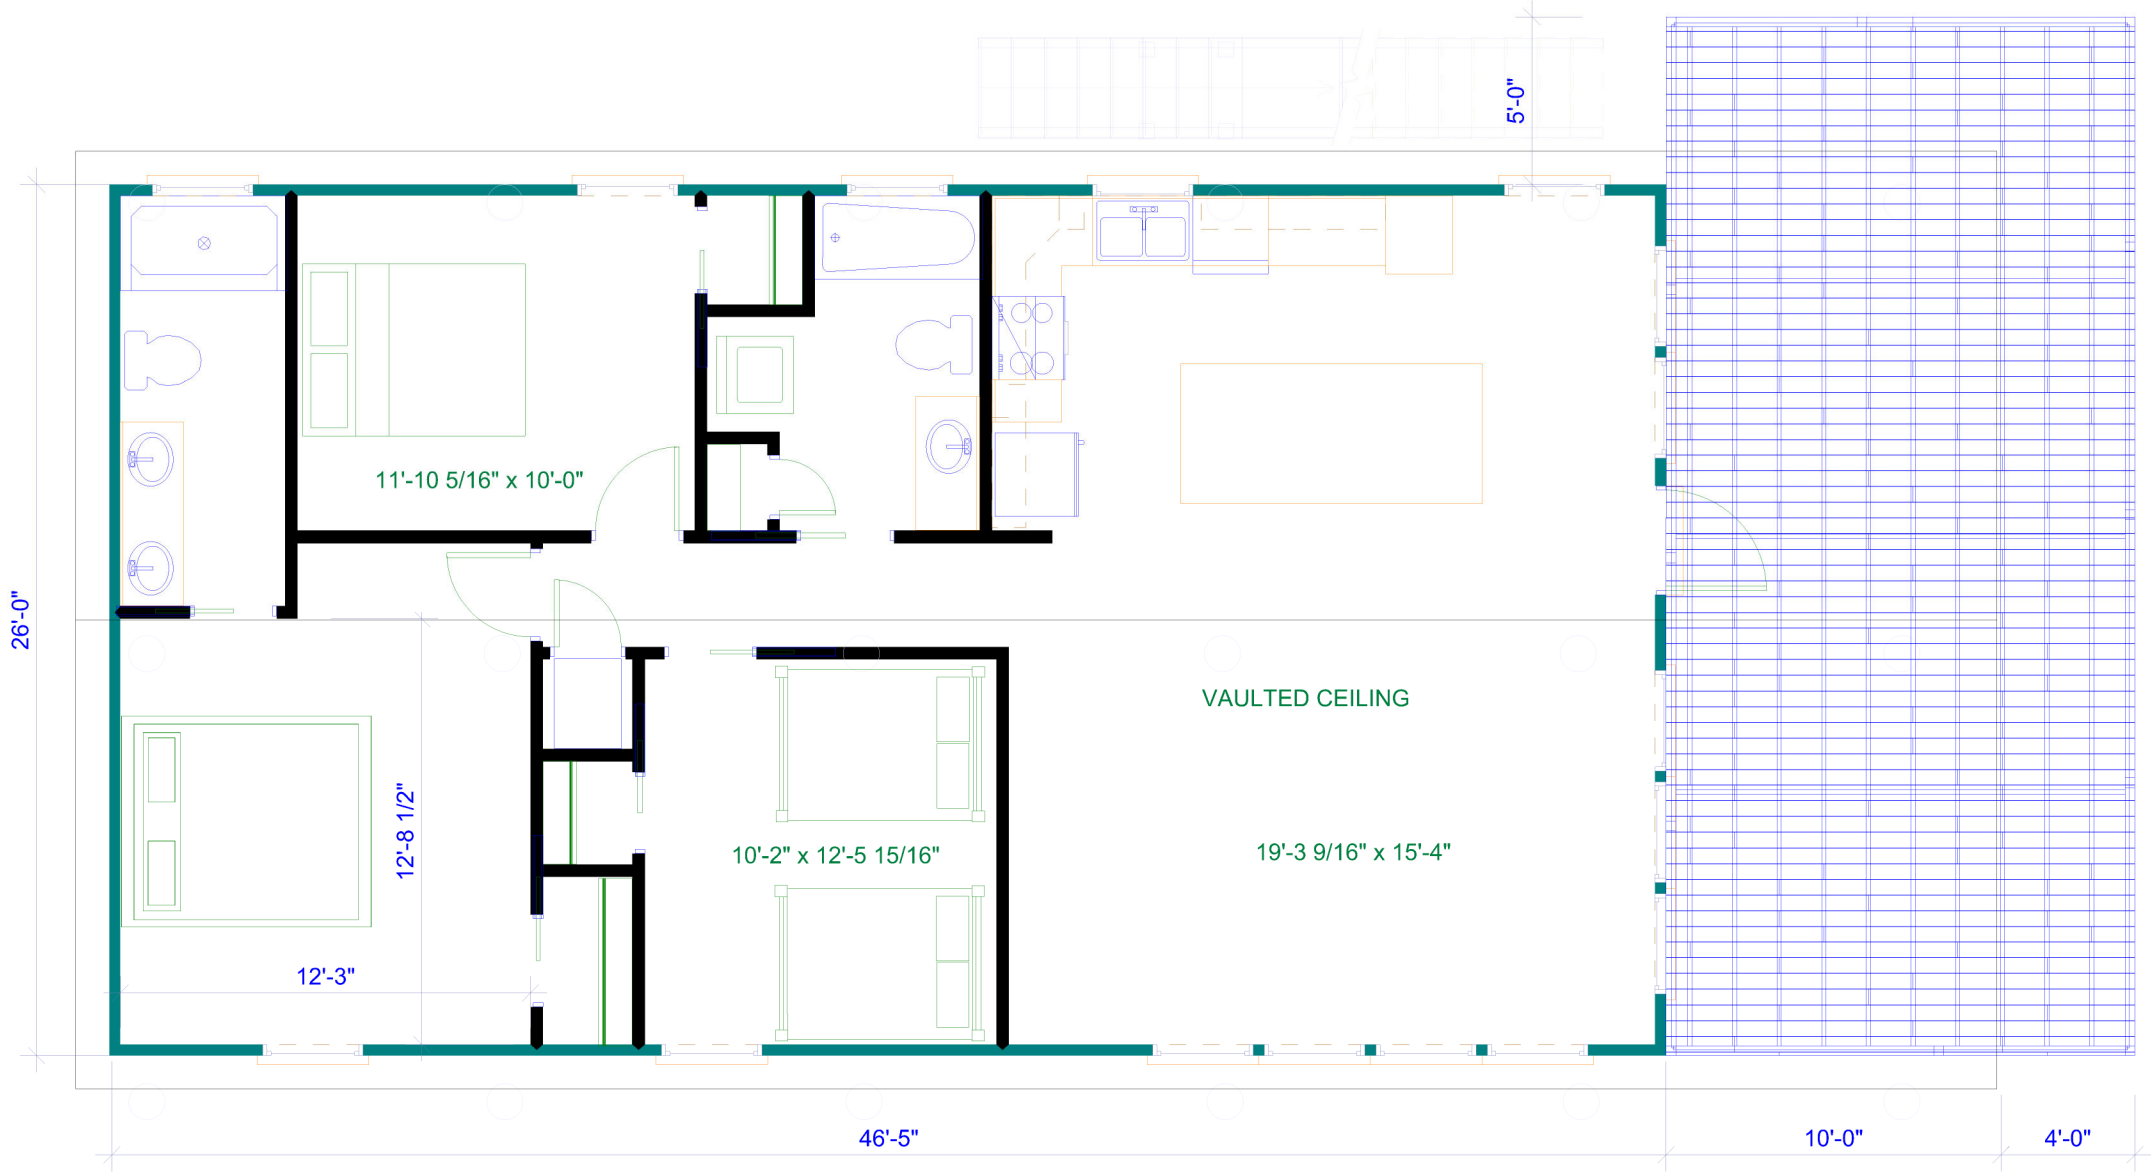 5'-0"
11'-10 5/16" x 10'-0"
26'-0"
VAULTED CEILING
12'-8 1/2"
10'-2" x 12'-5 15/16"
19'-3 9/16" x 15'-4"
12'-3"
46'-5"
10'-0"
4'-0"